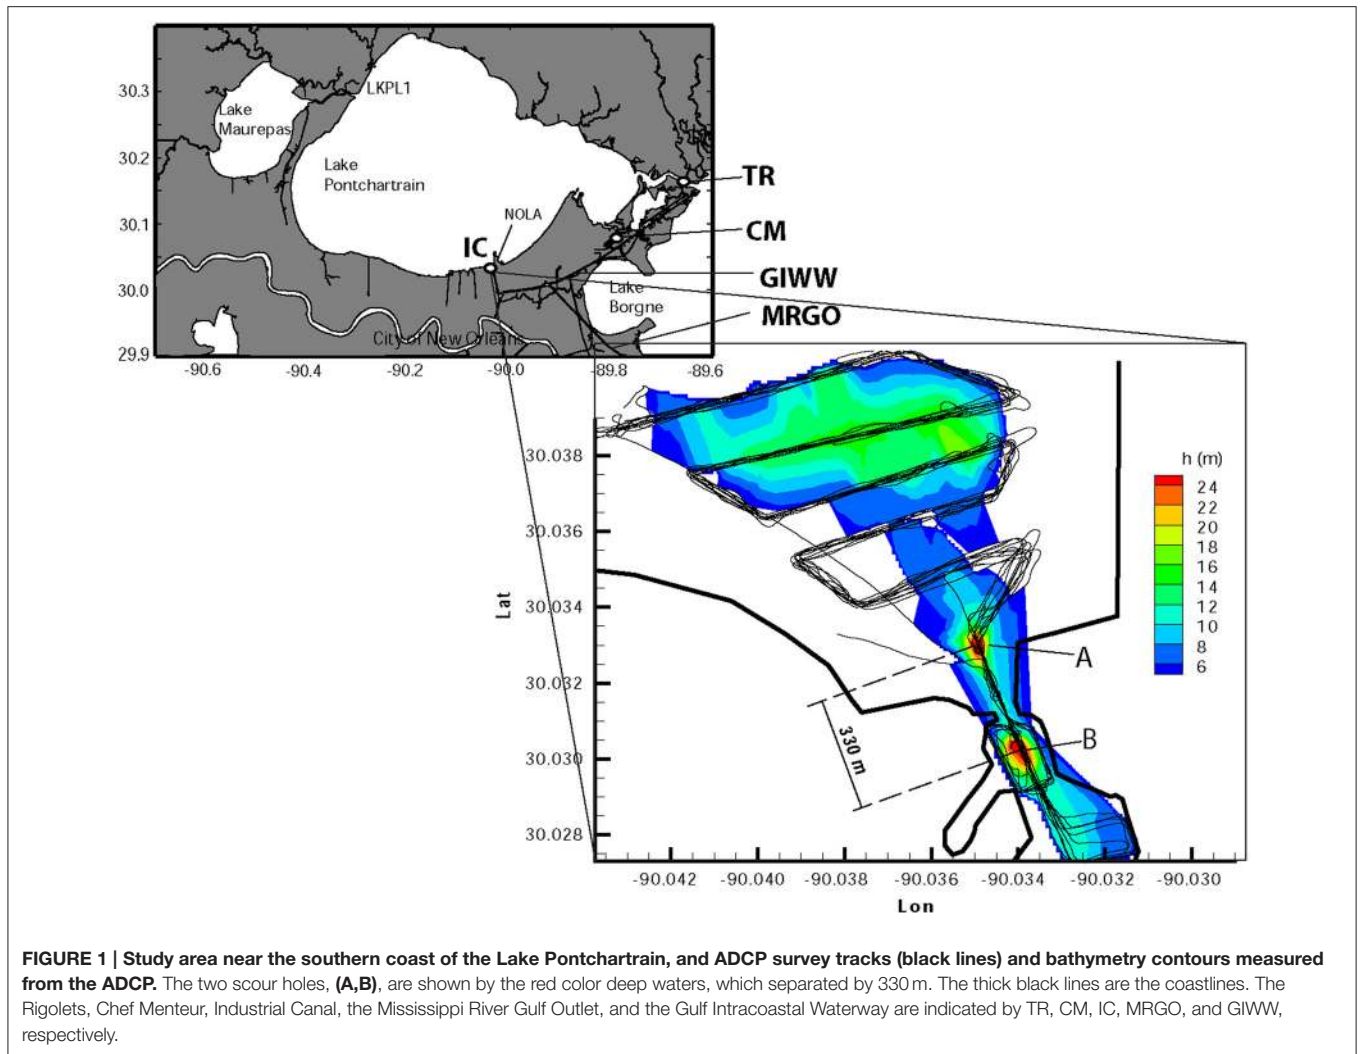 30.3
30.2
30.1
30.0
29.9
-90.6
-90.4
-90.2
-90.0
-89.8
-89.6
LKPL1
Lake
Maurepas
Lake
Pontchartrain
NOLA
IC
TR
CM
GIWW
MRGO
Lake
Borgne
City of New Orleans
30.038
30.036
30.034
30.032
30.030
30.028
Lat
-90.042
-90.040
-90.038
-90.036
-90.034
-90.032
-90.030
Lon
h (m)
24
22
20
18
16
14
12
10
8
6
A
B
330 m
FIGURE 1 | Study area near the southern coast of the Lake Pontchartrain, and ADCP survey tracks (black lines) and bathymetry contours measured
from the ADCP. The two scour holes, (A,B), are shown by the red color deep waters, which separated by 330 m. The thick black lines are the coastlines. The
Rigolets, Chef Menteur, Industrial Canal, the Mississippi River Gulf Outlet, and the Gulf Intracoastal Waterway are indicated by TR, CM, IC, MRGO, and GIWW,
respectively.